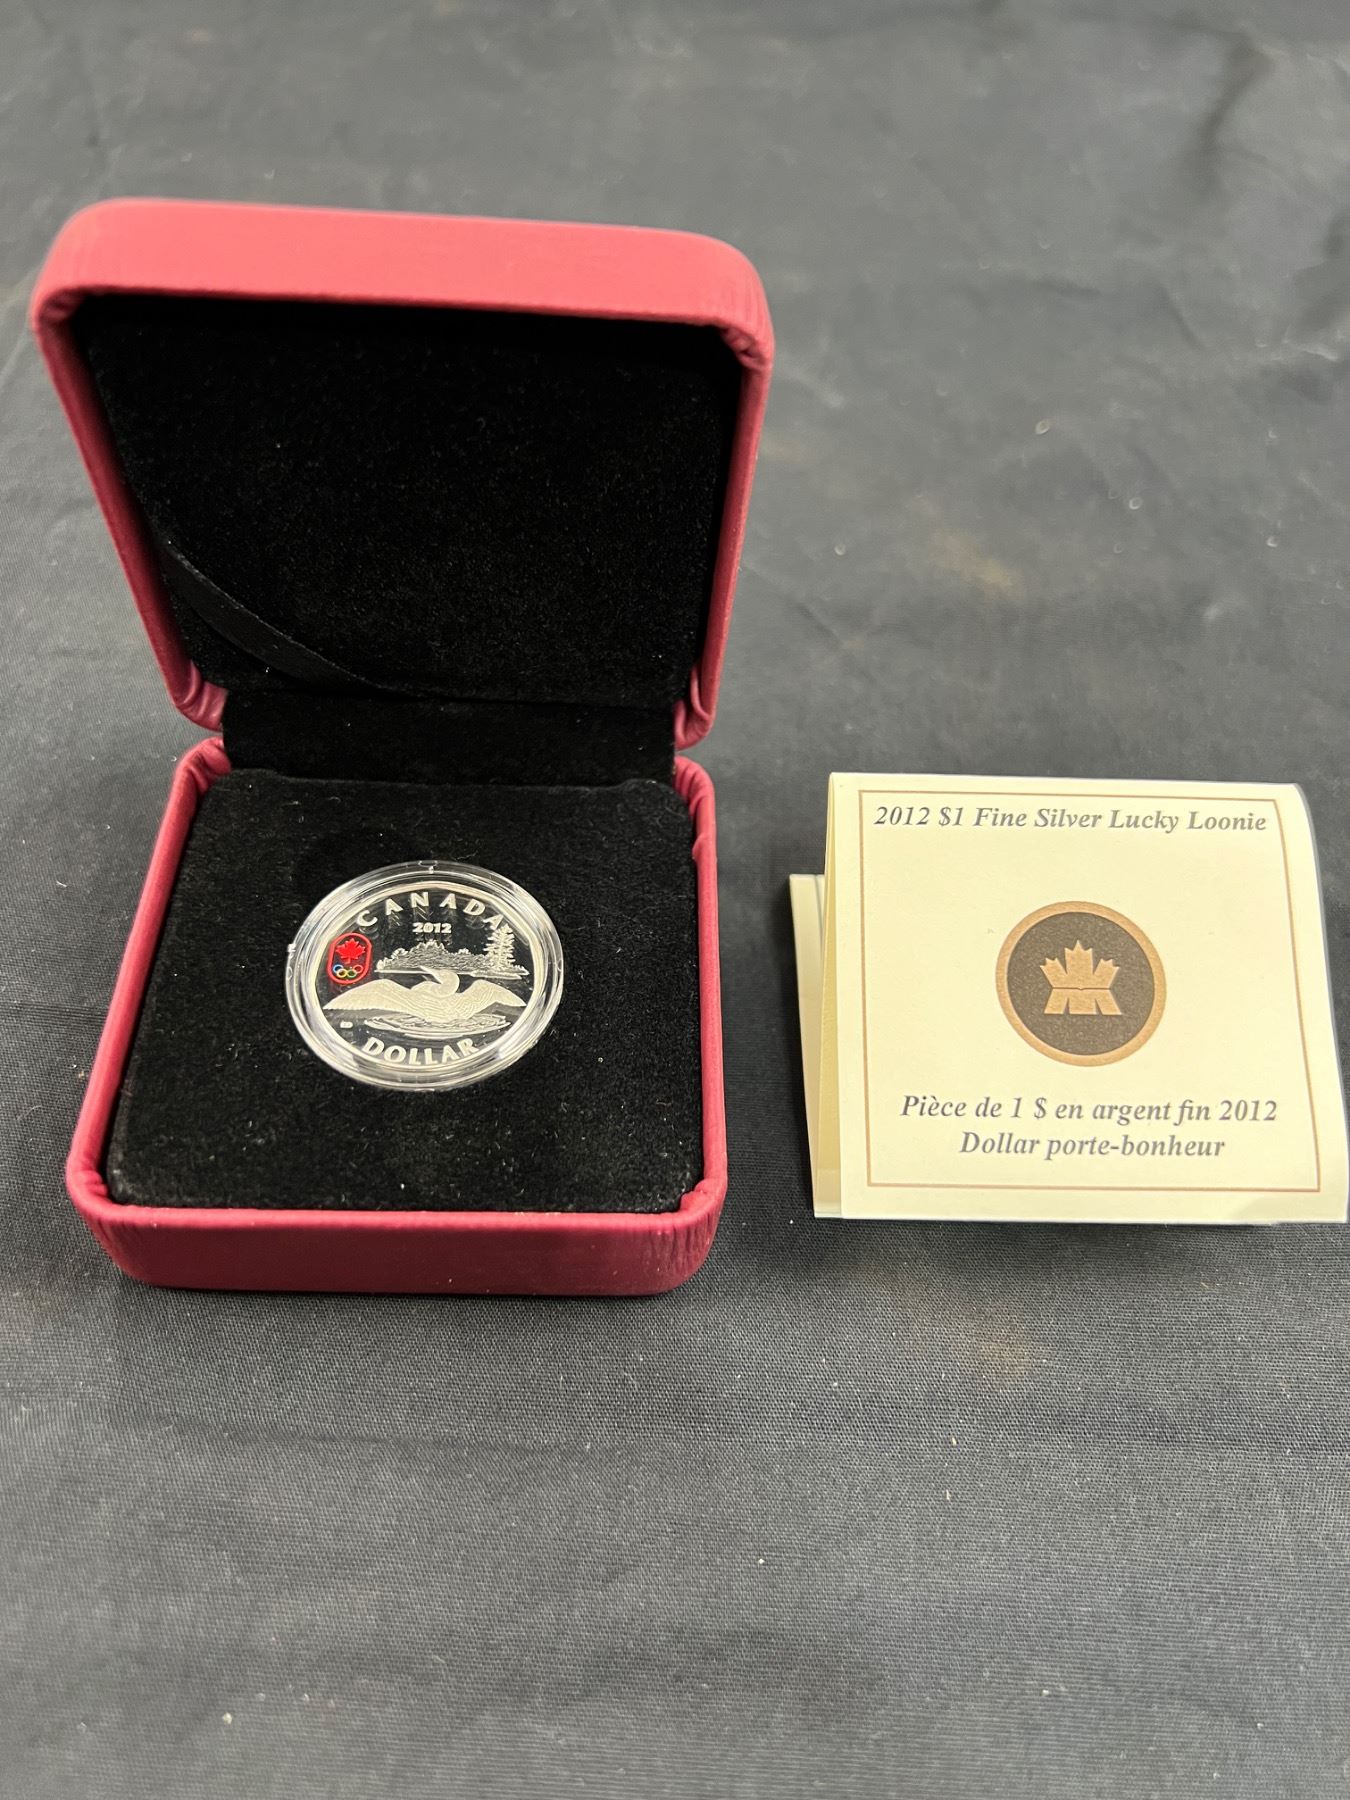 CANADA
2012
DOLLAR
2012 $1 Fine Silver Lucky Loonie
Pièce de 1 $ en argent fin 2012
Dollar porte-bonheur